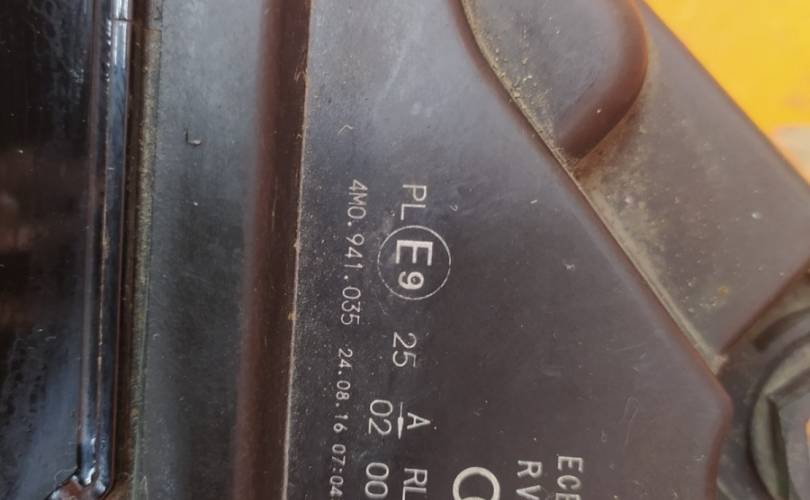 ECE
RV
PL E9 25 A RL
02 00
4M0.941.035 24.08.16 07:04